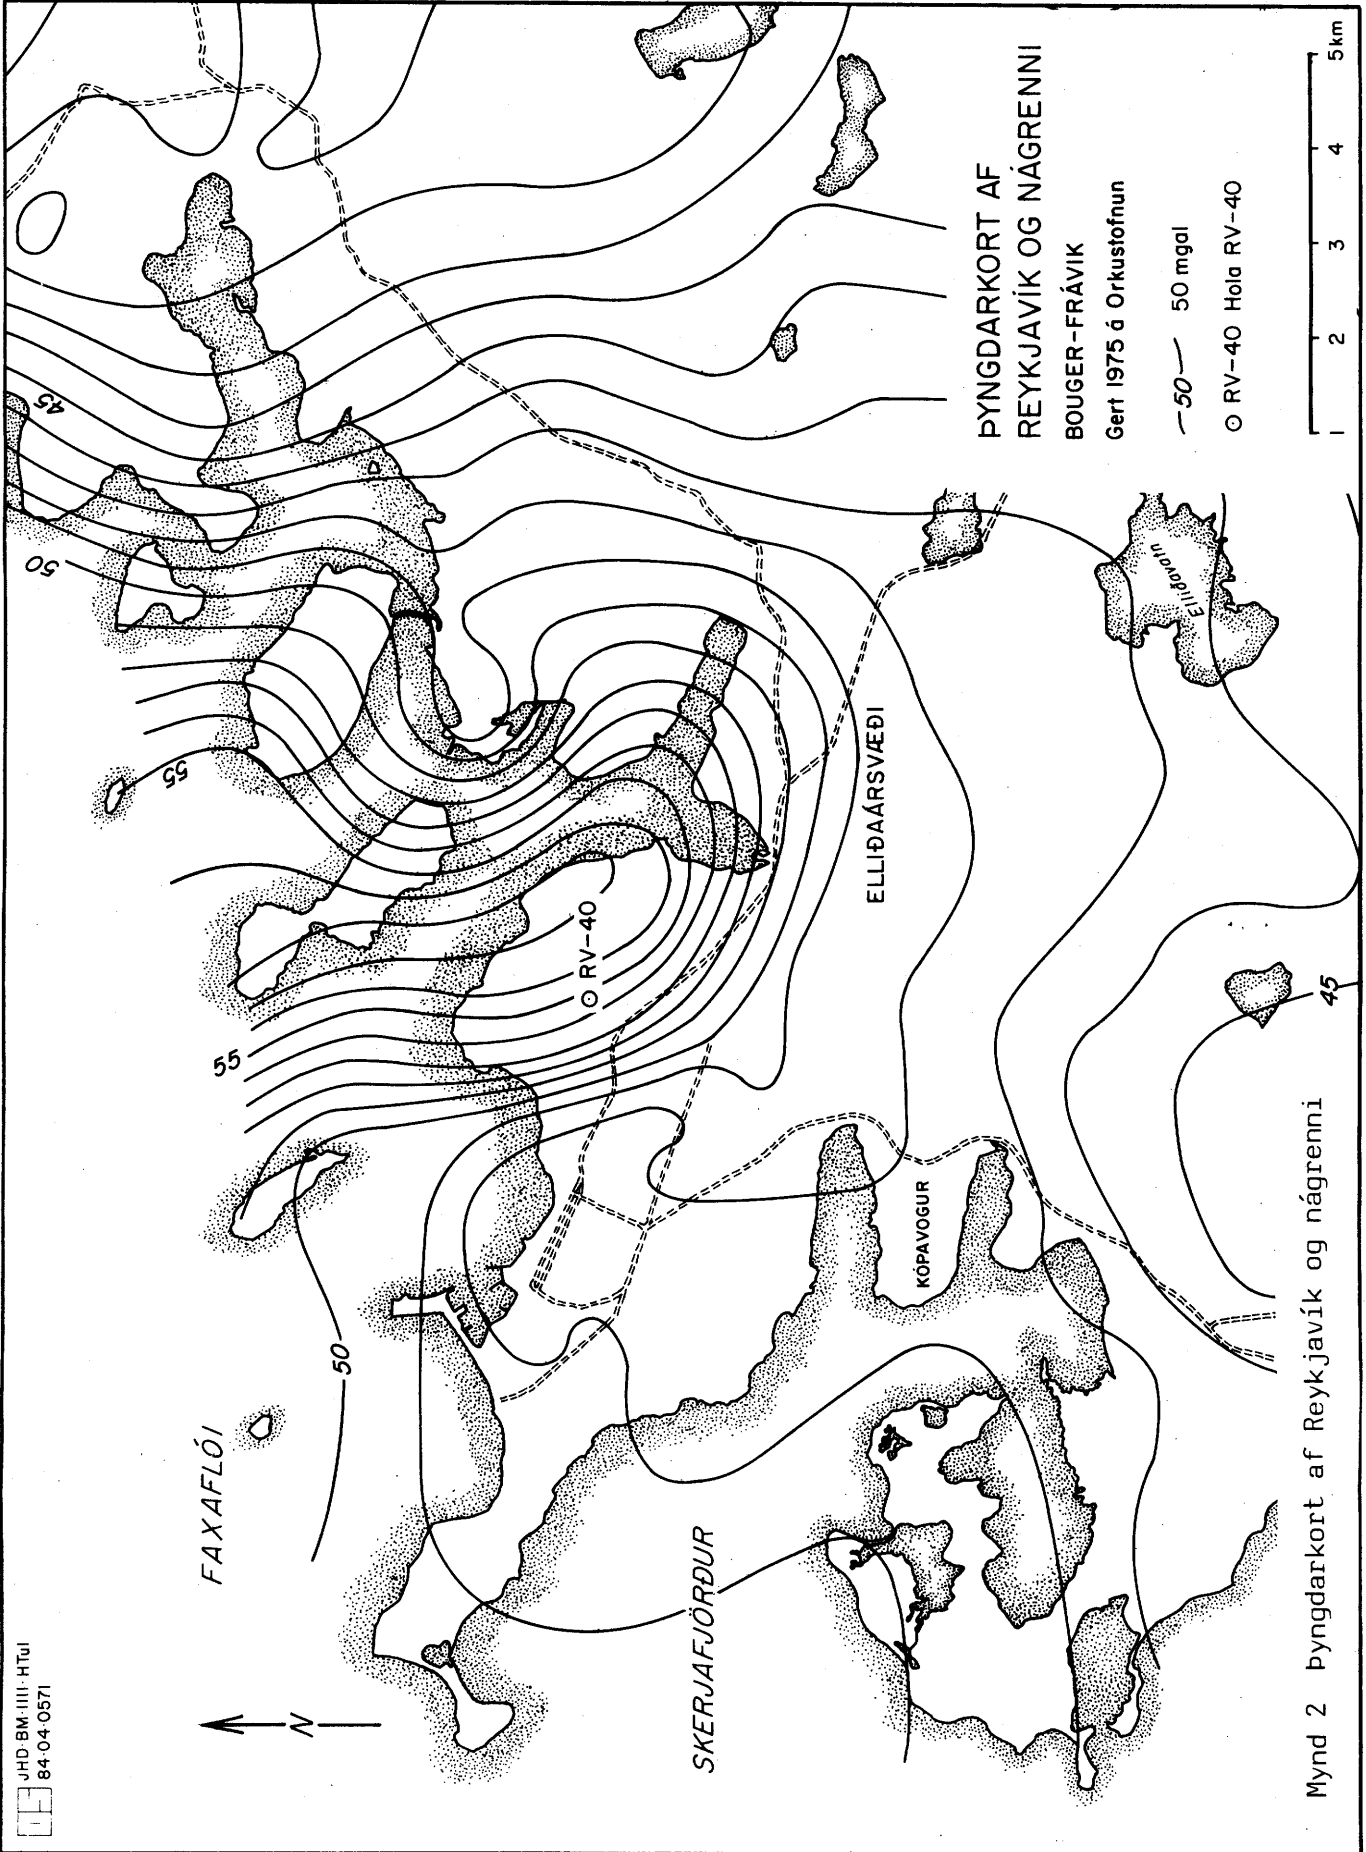 JHD-BM-1111-HTul
84-04-0571
FAXAFLÓI
50
55
55
50
45
N
SKERJAFJÖRÐUR
KÓPAVOGUR
RV-40
ELLIÐAÁRSVÆÐI
Elliðavatn
45
ÞYNGDARKORT AF
REYKJAVÍK OG NÁGRENNI
BOUGER-FRÁVIK
Gert 1975 á Orkustofnun
—50— 50 mgal
⊙ RV-40 Hola RV-40
1 2 3 4 5km
Mynd 2 Þyngdarkort af Reykjavík og nágrenni